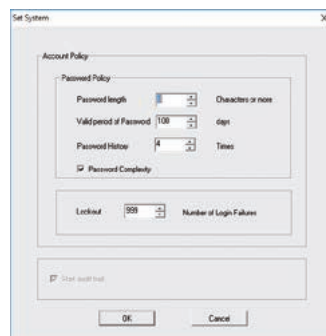 Set System
Account Policy
Password Policy
Password length Characters or more
Valid period of Password 108 days
Password History 4 Times
Password Complexity
Lockout 999 Number of Login Failures
Start audit trail
OK Cancel